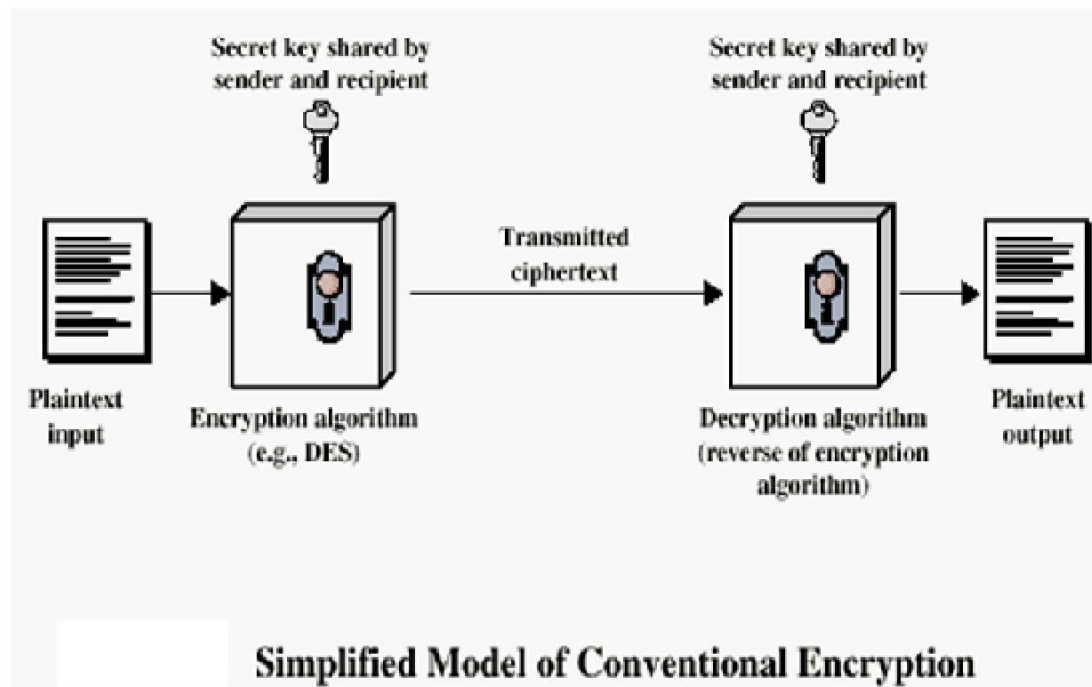 Secret key shared by
sender and recipient
Secret key shared by
sender and recipient
Transmitted
ciphertext
Plaintext
input
Encryption algorithm
(e.g., DES)
Decryption algorithm
(reverse of encryption
algorithm)
Plaintext
output
Simplified Model of Conventional Encryption